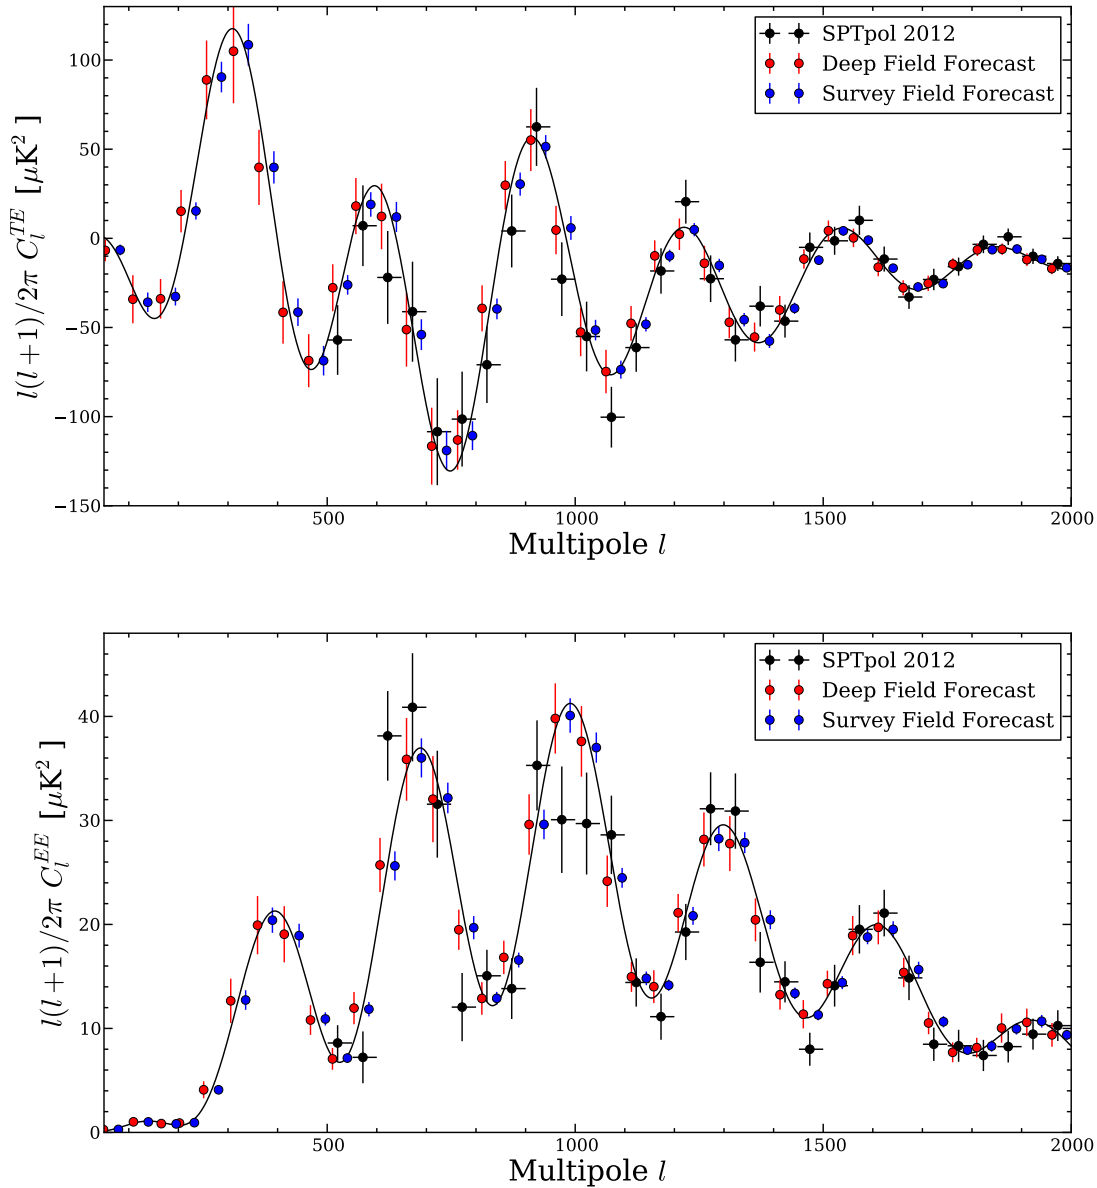 l(l+1)/2π C_l^{TE} [μK²]
100
50
0
−50
−100
−150
500
1000
1500
2000
Multipole l
SPTpol 2012
Deep Field Forecast
Survey Field Forecast
l(l+1)/2π C_l^{EE} [μK²]
40
30
20
10
0
500
1000
1500
2000
Multipole l
SPTpol 2012
Deep Field Forecast
Survey Field Forecast